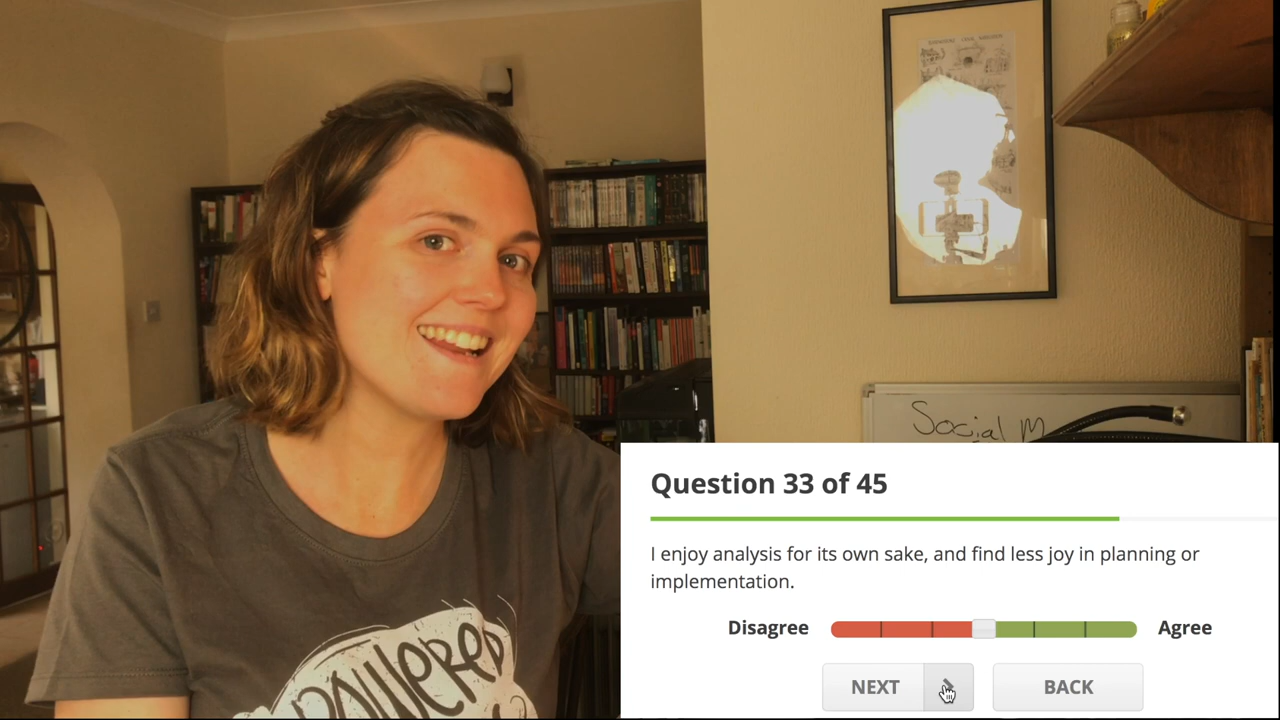 Social M
POWERED
Question 33 of 45
I enjoy analysis for its own sake, and find less joy in planning or
implementation.
Disagree
Agree
NEXT
BACK